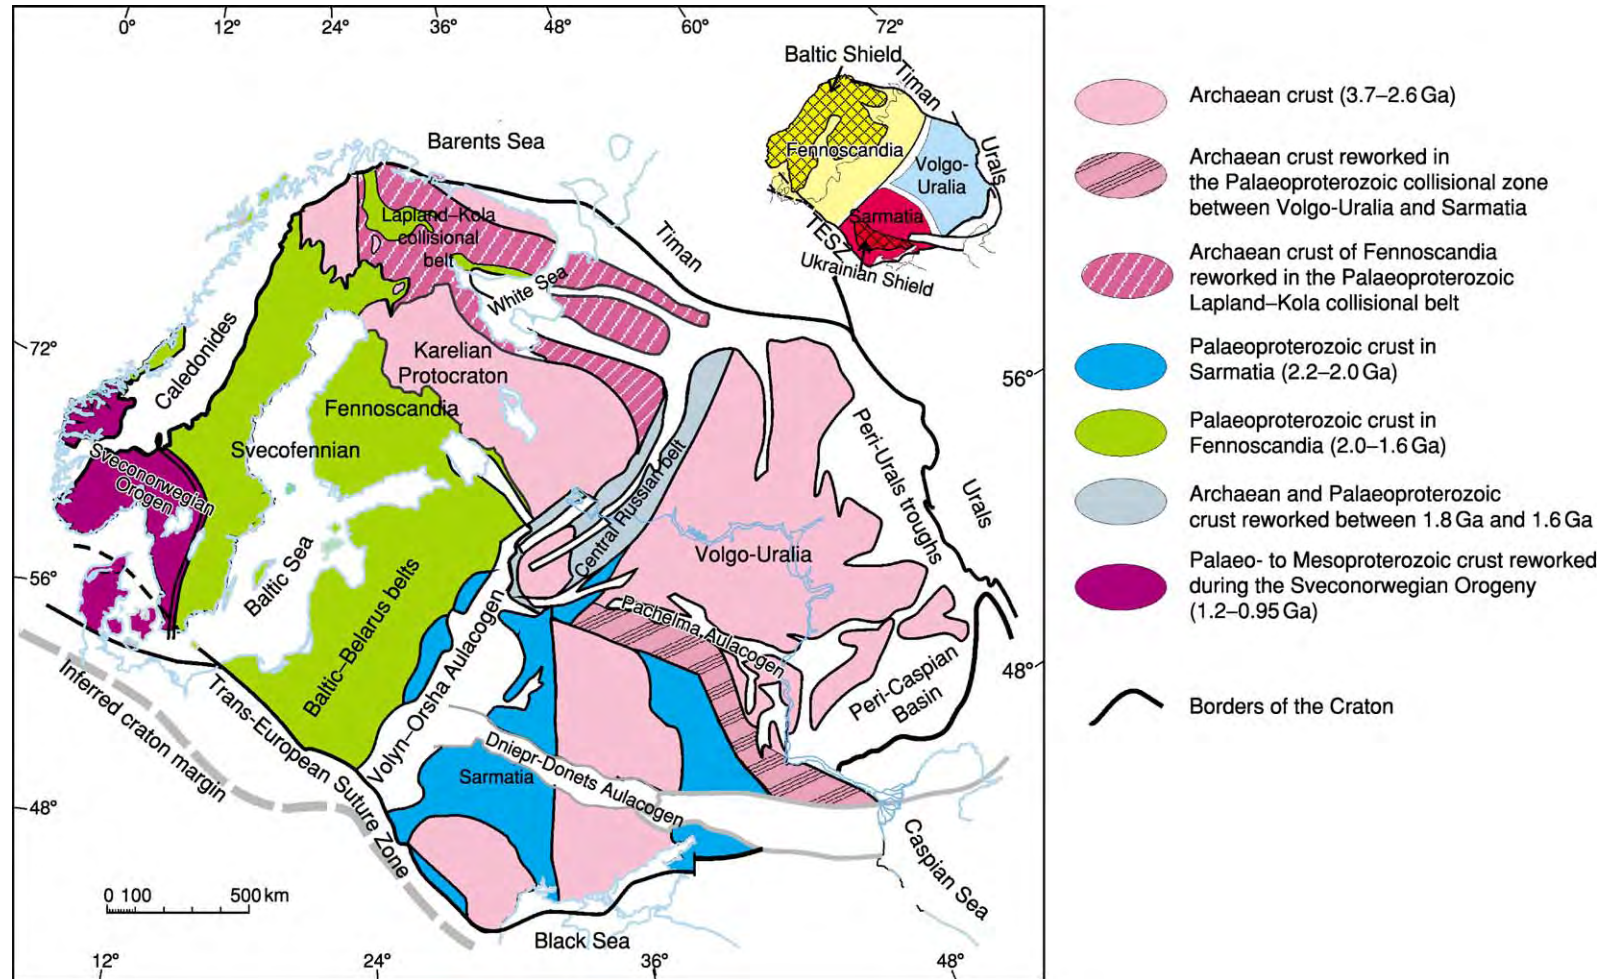 0° 12° 24° 36° 48° 60° 72°
Baltic Shield
Timan
Urals
Fennoscandia
Volgo-
Uralia
Sarmatia
TESZ
Ukrainian Shield
Barents Sea
Lapland–Kola
collisional
belt
Timan
White Sea
72°
Caledonides
Karelian
Protocraton
56°
Fennoscandia
Svecofennian
Sveconorwegian
Orogen
Central Russian belt
Peri-Urals troughs
Urals
Volgo-Uralia
56°
Baltic Sea
Baltic–Belarus belts
Volyn–Orsha Aulacogen
Pachelma Aulacogen
Peri-Caspian
Basin
48°
Inferred craton margin
Trans-European Suture Zone
Dniepr-Donets Aulacogen
Sarmatia
48°
Caspian Sea
0 100 500 km
Black Sea
12° 24° 36° 48°
Archaean crust (3.7–2.6 Ga)
Archaean crust reworked in
the Palaeoproterozoic collisional zone
between Volgo-Uralia and Sarmatia
Archaean crust of Fennoscandia
reworked in the Palaeoproterozoic
Lapland–Kola collisional belt
Palaeoproterozoic crust in
Sarmatia (2.2–2.0 Ga)
Palaeoproterozoic crust in
Fennoscandia (2.0–1.6 Ga)
Archaean and Palaeoproterozoic
crust reworked between 1.8 Ga and 1.6 Ga
Palaeo- to Mesoproterozoic crust reworked
during the Sveconorwegian Orogeny
(1.2–0.95 Ga)
Borders of the Craton